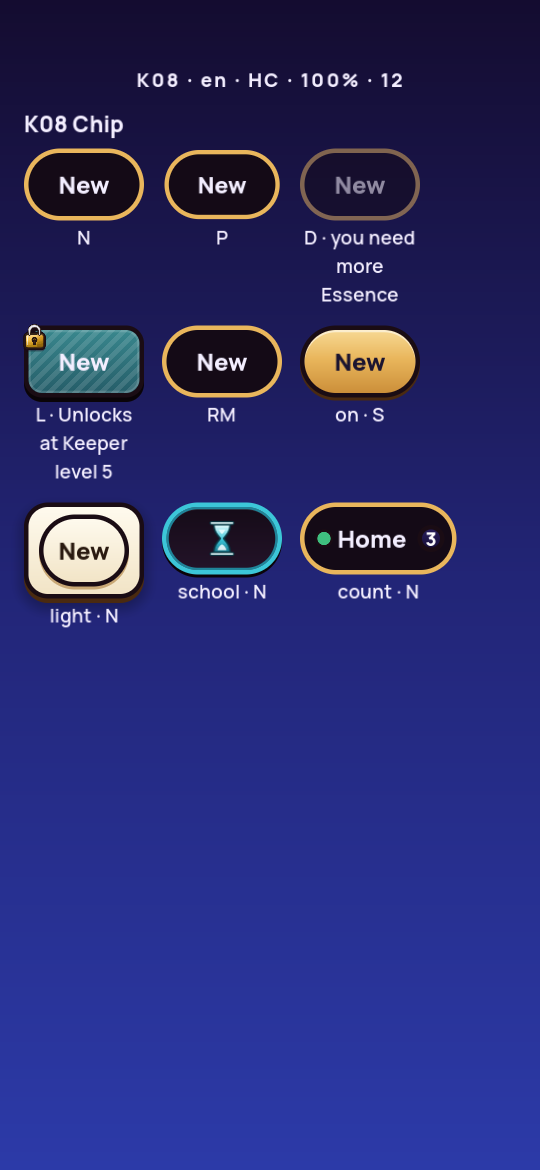 K08 · en · HC · 100% · 12
K08 Chip
New
New
New
N
P
D · you need
more
Essence
New
New
New
L · Unlocks
at Keeper
level 5
RM
on · S
New
Home 3
light · N
school · N
count · N